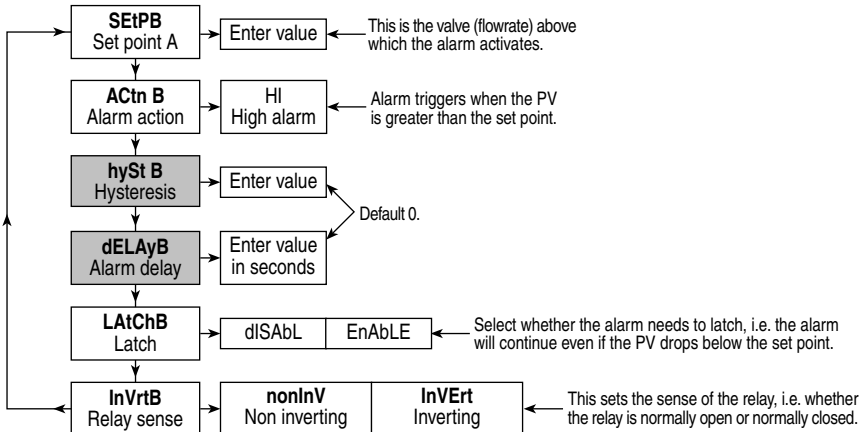 SEtPB
Set point A
Enter value
This is the valve (flowrate) above
which the alarm activates.
ACtn B
Alarm action
HI
High alarm
Alarm triggers when the PV
is greater than the set point.
hySt B
Hysteresis
Enter value
Default 0.
dELAyB
Alarm delay
Enter value
in seconds
LAtChB
Latch
dISAbL
EnAbLE
Select whether the alarm needs to latch, i.e. the alarm
will continue even if the PV drops below the set point.
InVrtB
Relay sense
nonInV
Non inverting
InVErt
Inverting
This sets the sense of the relay, i.e. whether
the relay is normally open or normally closed.